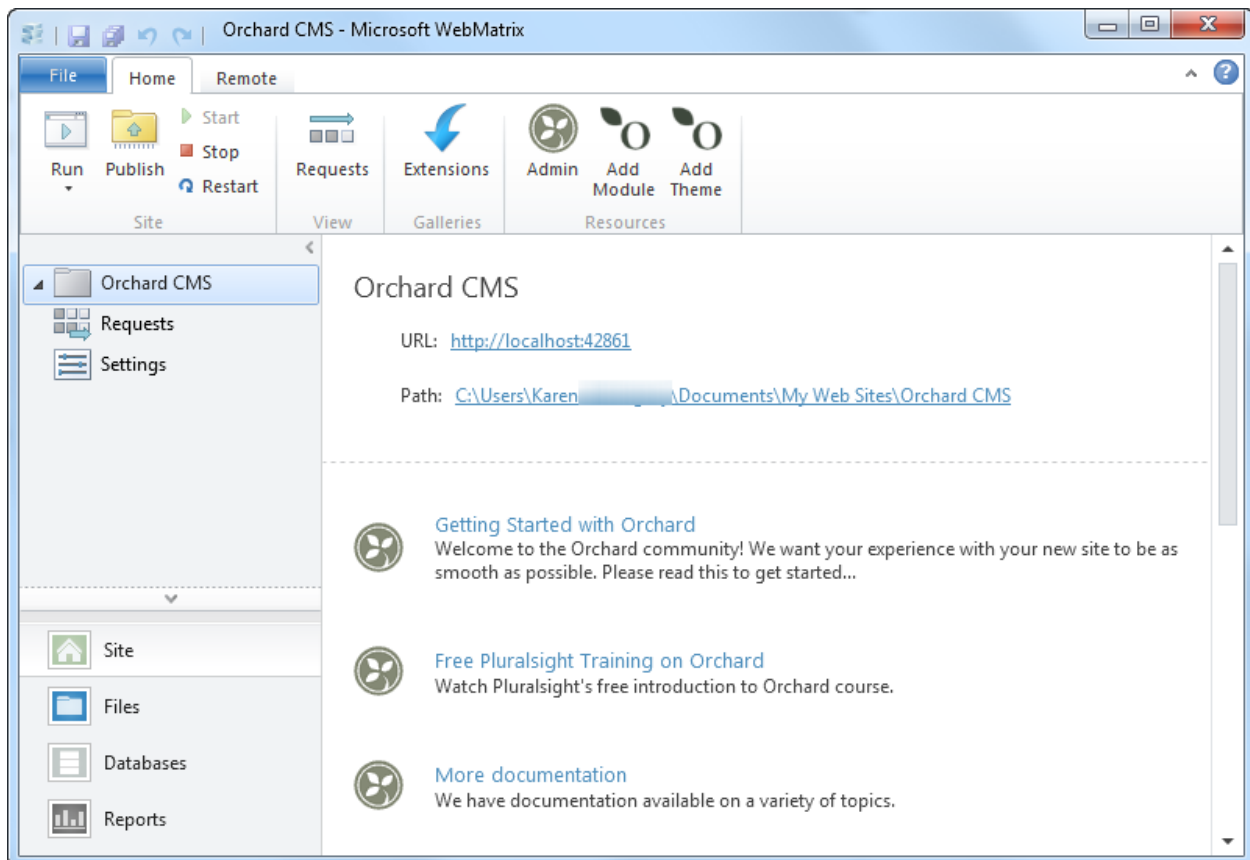 Orchard CMS - Microsoft WebMatrix
File Home Remote
Run
Publish
Start
Stop
Restart
Site
Requests
View
Extensions
Galleries
Admin
Add
Module
Add
Theme
Resources
Orchard CMS
Requests
Settings
Site
Files
Databases
Reports
Orchard CMS
URL: http://localhost:42861
Path: C:\Users\Karen \Documents\My Web Sites\Orchard CMS
Getting Started with Orchard
Welcome to the Orchard community! We want your experience with your new site to be as
smooth as possible. Please read this to get started...
Free Pluralsight Training on Orchard
Watch Pluralsight's free introduction to Orchard course.
More documentation
We have documentation available on a variety of topics.